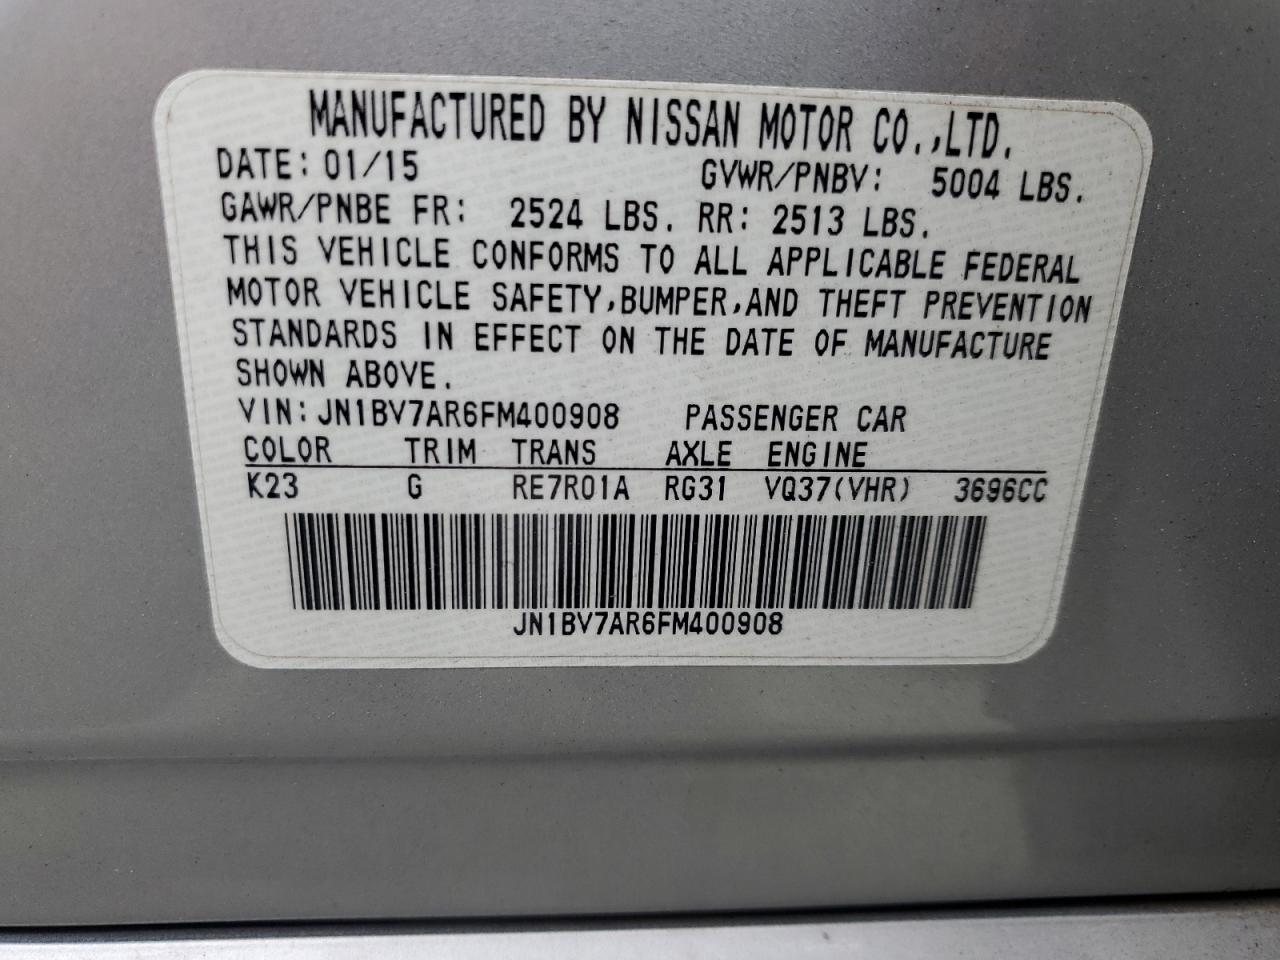 MANUFACTURED BY NISSAN MOTOR CO.,LTD.
DATE: 01/15 GVWR/PNBV: 5004 LBS.
GAWR/PNBE FR: 2524 LBS. RR: 2513 LBS.
THIS VEHICLE CONFORMS TO ALL APPLICABLE FEDERAL
MOTOR VEHICLE SAFETY,BUMPER,AND THEFT PREVENTION
STANDARDS IN EFFECT ON THE DATE OF MANUFACTURE
SHOWN ABOVE.
VIN: JN1BV7AR6FM400908 PASSENGER CAR
COLOR TRIM TRANS AXLE ENGINE
K23 G RE7R01A RG31 VQ37(VHR) 3696CC
JN1BV7AR6FM400908